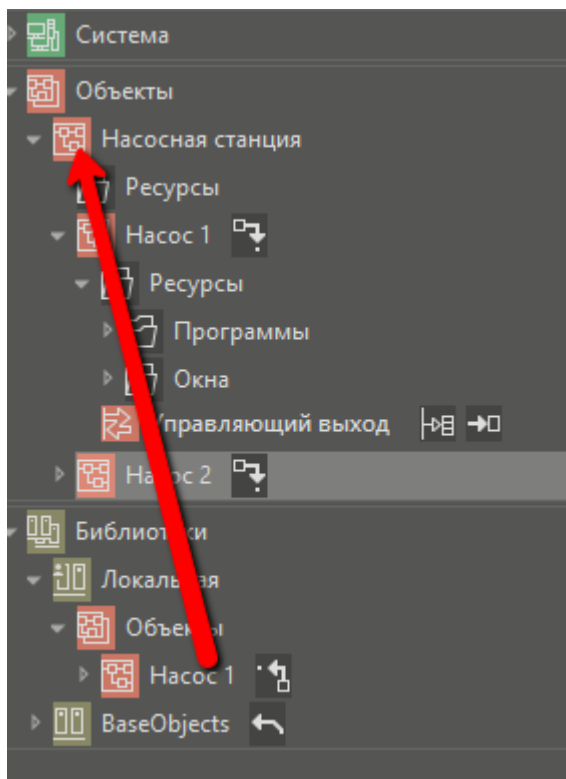 Система
Объекты
Насосная станция
Ресурсы
Насос 1
Ресурсы
Программы
Окна
Управляющий выход
Насос 2
Библиотеки
Локальная
Объекты
Насос 1
BaseObjects